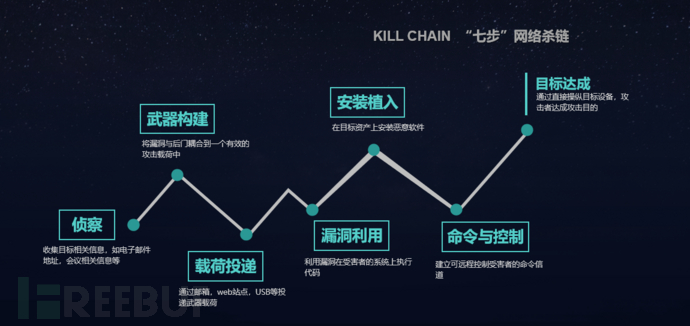 KILL CHAIN “七步”网络杀链
侦察
收集目标相关信息，如电子邮件
地址，会议相关信息等
武器构建
将漏洞与后门耦合到一个有效的
攻击载荷中
载荷投递
通过邮箱，web站点，USB等投
递武器载荷
漏洞利用
利用漏洞在受害者的系统上执行
代码
安装植入
在目标资产上安装恶意软件
命令与控制
建立可远程控制受害者的命令信
道
目标达成
通过直接操纵目标设备，攻
击者达成攻击目的
FREEBUF